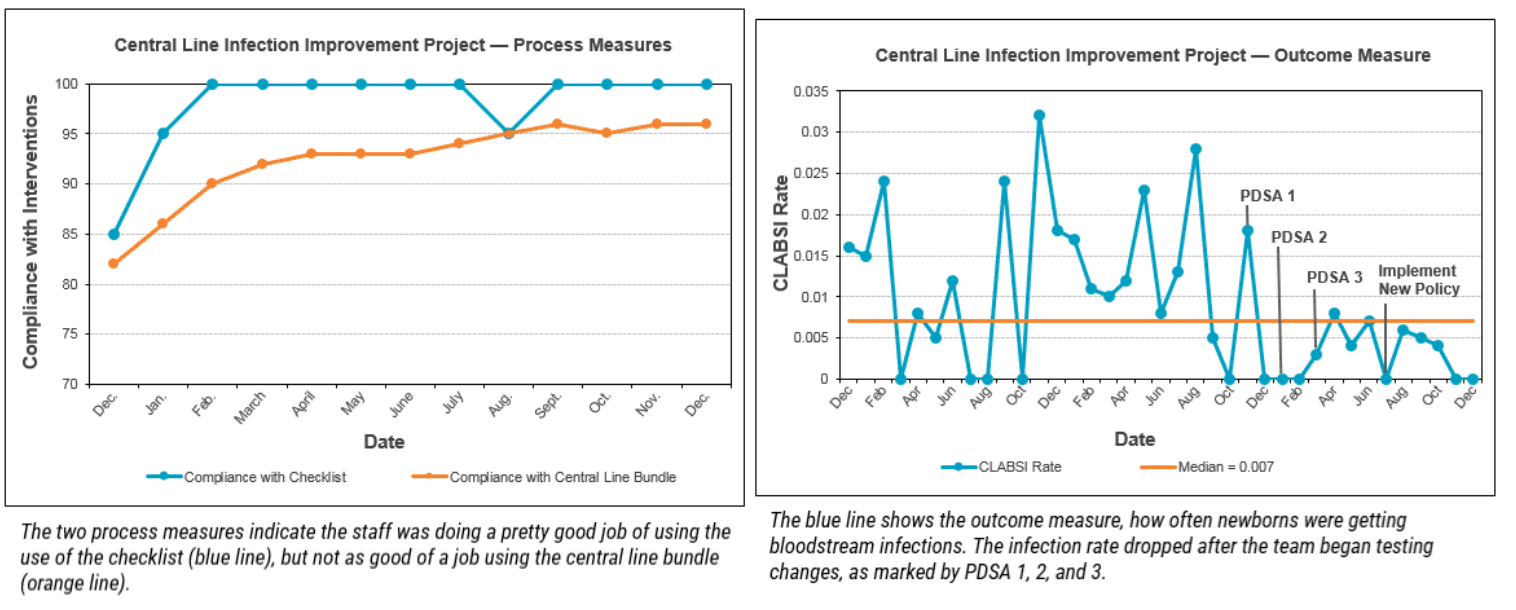 Central Line Infection Improvement Project — Process Measures
Compliance with Interventions
100
95
90
85
80
75
70
Dec.
Jan.
Feb.
March
April
May
June
July
Aug.
Sept.
Oct.
Nov.
Dec.
Date
Compliance with Checklist
Compliance with Central Line Bundle
The two process measures indicate the staff was doing a pretty good job of using the
use of the checklist (blue line), but not as good of a job using the central line bundle
(orange line).
Central Line Infection Improvement Project — Outcome Measure
CLABSI Rate
0.035
0.03
0.025
0.02
0.015
0.01
0.005
0
PDSA 1
PDSA 2
PDSA 3
Implement
New Policy
Dec
Feb
Apr
Jun
Aug
Oct
Dec
Feb
Apr
Jun
Aug
Oct
Dec
Feb
Apr
Jun
Aug
Oct
Dec
Date
CLABSI Rate
Median = 0.007
The blue line shows the outcome measure, how often newborns were getting
bloodstream infections. The infection rate dropped after the team began testing
changes, as marked by PDSA 1, 2, and 3.